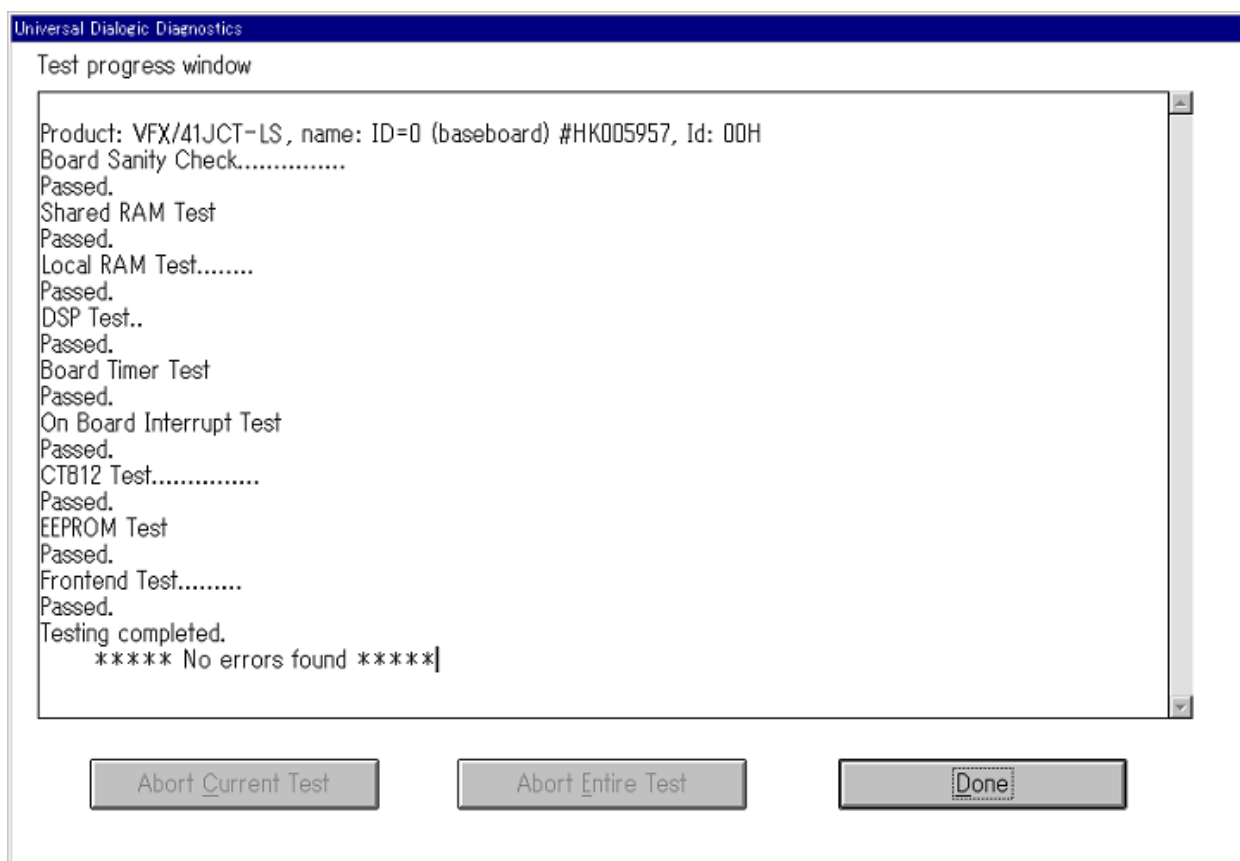 Universal Dialogic Diagnostics
Test progress window
Product: VFX/41JCT-LS, name: ID=0 (baseboard) #HK005957, Id: 00H
Board Sanity Check...............
Passed.
Shared RAM Test
Passed.
Local RAM Test........
Passed.
DSP Test..
Passed.
Board Timer Test
Passed.
On Board Interrupt Test
Passed.
CT812 Test...............
Passed.
EEPROM Test
Passed.
Frontend Test.........
Passed.
Testing completed.
***** No errors found *****
Abort Current Test Abort Entire Test Done